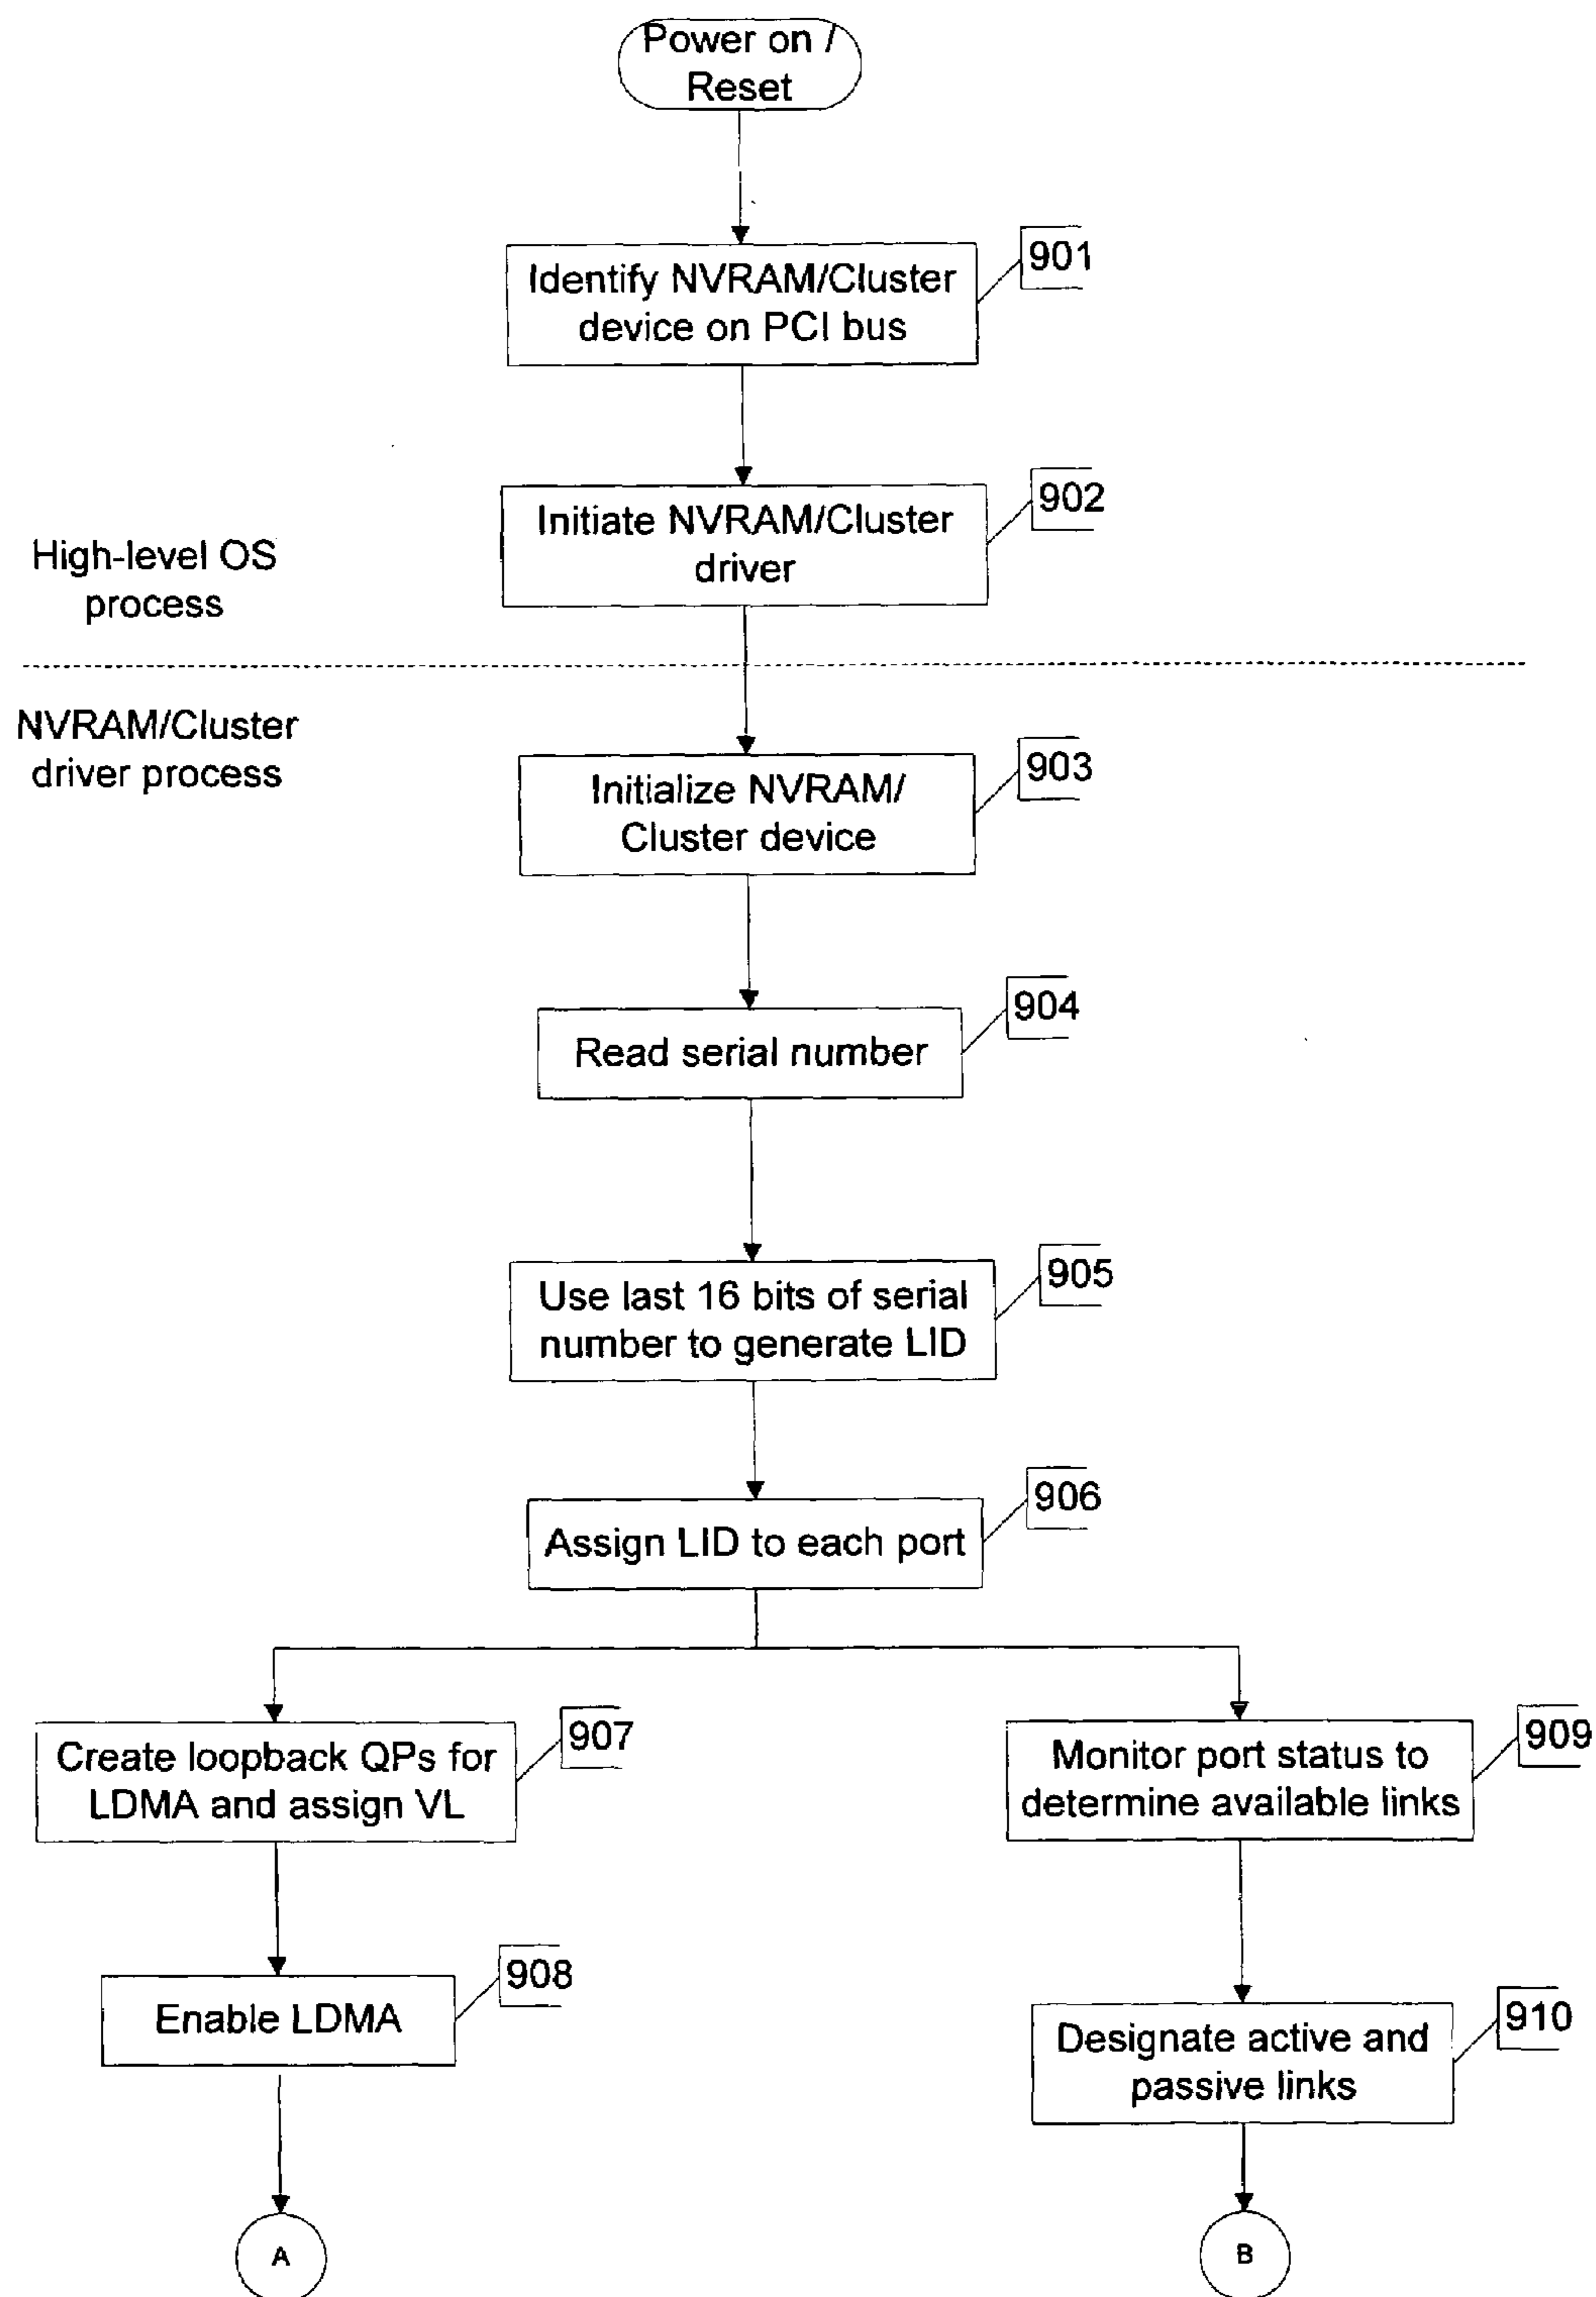 Power on /
Reset
901
Identify NVRAM/Cluster
device on PCI bus
902
Initiate NVRAM/Cluster
driver
High-level OS
process
NVRAM/Cluster
driver process
903
Initialize NVRAM/
Cluster device
904
Read serial number
905
Use last 16 bits of serial
number to generate LID
906
Assign LID to each port
907
Create loopback QPs for
LDMA and assign VL
909
Monitor port status to
determine available links
908
Enable LDMA
910
Designate active and
passive links
A
B